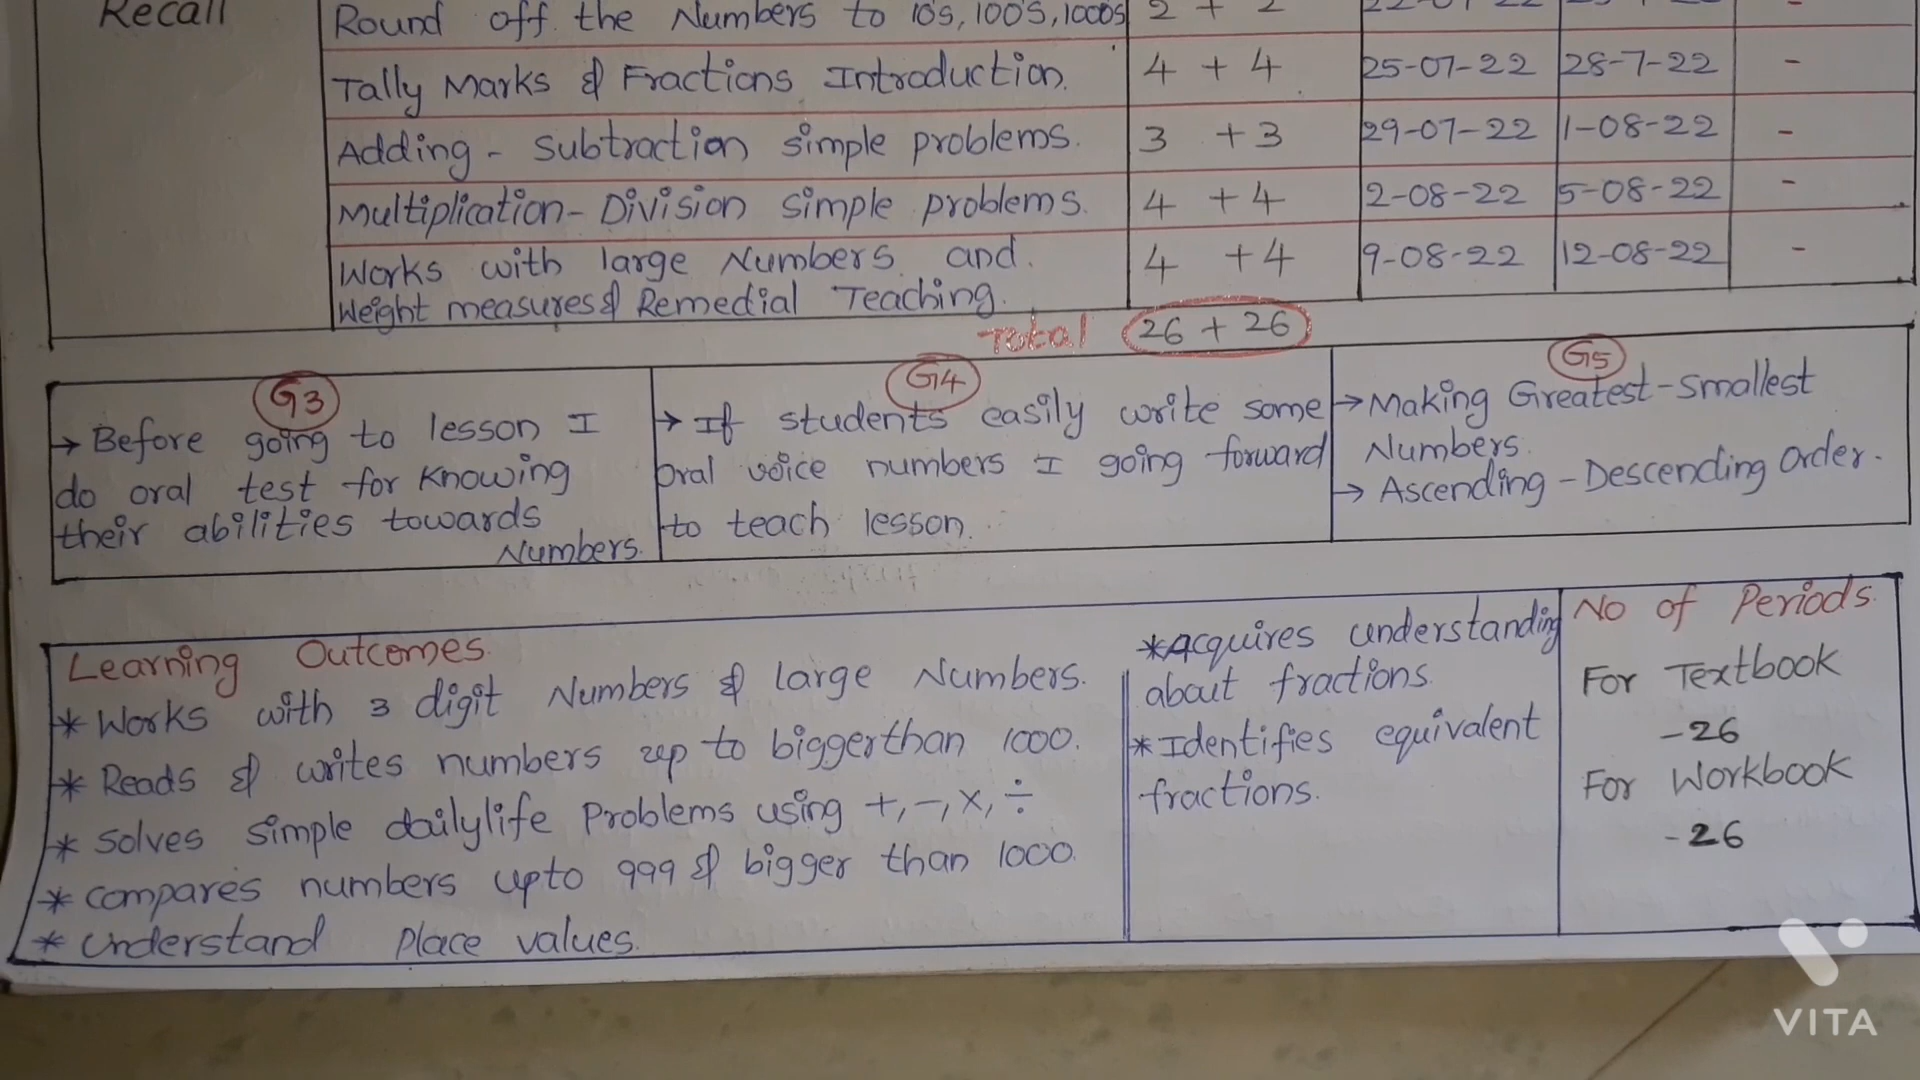 Recall
Round off the Numbers to 10s, 100s, 1000s 2 + 2
Tally Marks & Fractions Introduction. 4 + 4 25-07-22 28-7-22 -
Adding - Subtraction simple problems. 3 + 3 29-07-22 1-08-22 -
Multiplication - Division simple problems. 4 + 4 2-08-22 5-08-22 -
Works with large Numbers and 4 + 4 9-08-22 12-08-22 -
Weight measures & Remedial Teaching.
Total 26 + 26
G3
→ Before going to lesson I
do oral test for Knowing
their abilities towards
Numbers.
G4
→ If students easily write some
oral voice numbers I going forward
to teach lesson.
G5
→ Making Greatest - Smallest
Numbers.
→ Ascending - Descending Order.
Learning Outcomes.
* Works with 3 digit Numbers & large Numbers.
* Reads & writes numbers up to biggerthan 1000.
* Solves simple dailylife Problems using +, -, ×, ÷
* Compares numbers upto 999 & bigger than 1000.
* Understand Place values.
* Acquires understanding
about fractions.
* Identifies equivalent
fractions.
No of Periods.
For Textbook
- 26
For Workbook
- 26
VITA